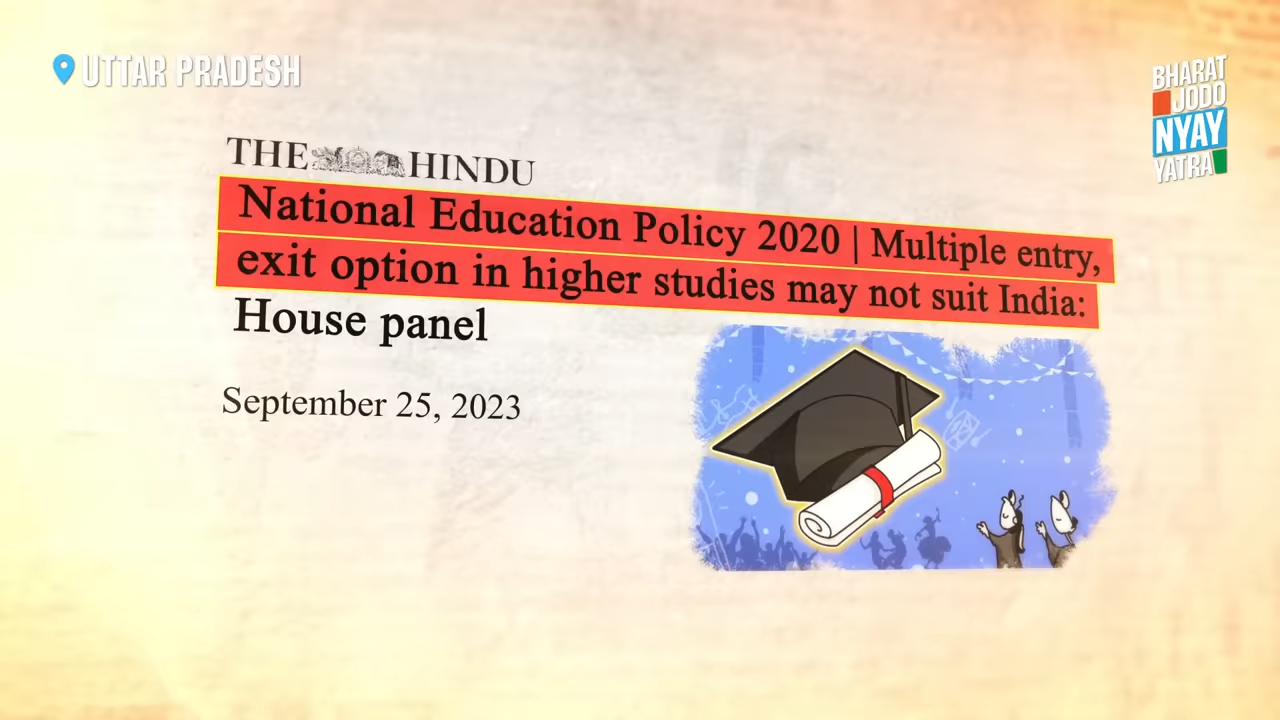 UTTAR PRADESH
BHARAT
JODO
NYAY
YATRA
THE HINDU
National Education Policy 2020 | Multiple entry,
exit option in higher studies may not suit India:
House panel
September 25, 2023